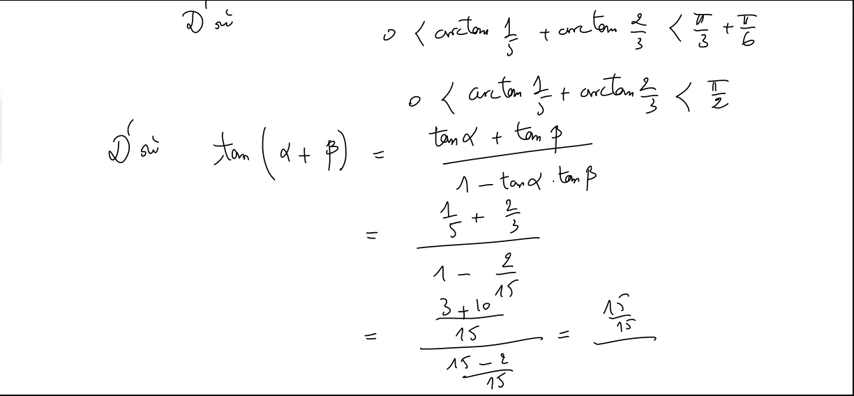 D'où 0 < arctan 1/5 + arctan 2/3 < π/3 + π/6
0 < arctan 1/5 + arctan 2/3 < π/2
D'où tan (α + β) = (tan α + tan β) / (1 - tan α . tan β)
= (1/5 + 2/3) / (1 - 2/15)
= ((3 + 10)/15) / ((15 - 2)/15) = (15/15) /